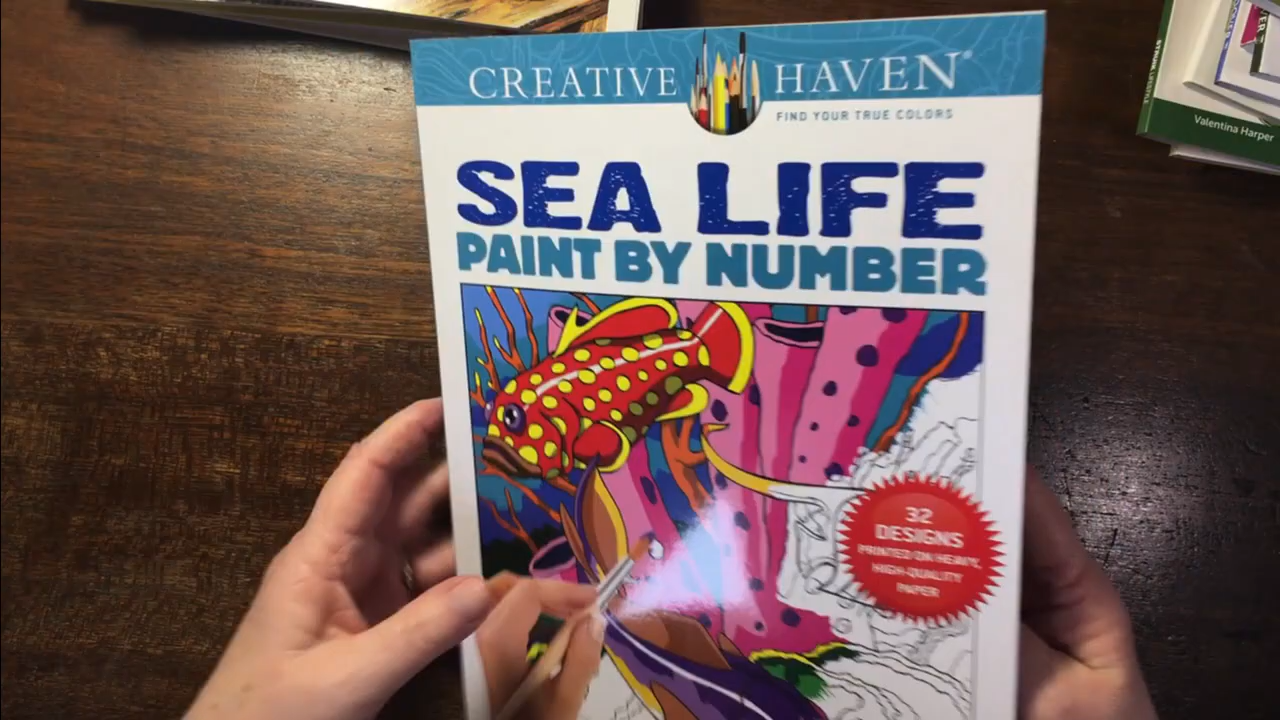 CREATIVE HAVEN®
FIND YOUR TRUE COLORS
SEA LIFE
PAINT BY NUMBER
32
DESIGNS
PRINTED ON HEAVY,
HIGH-QUALITY
PAPER
Valentina Harper